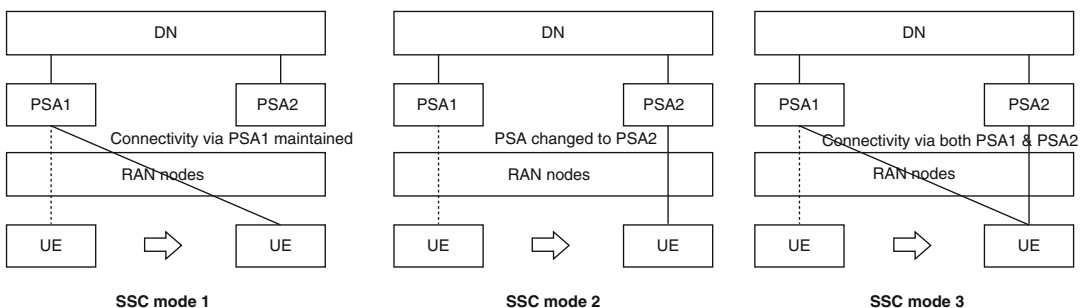 DN
PSA1
PSA2
Connectivity via PSA1 maintained
RAN nodes
UE
UE
SSC mode 1
DN
PSA1
PSA2
PSA changed to PSA2
RAN nodes
UE
UE
SSC mode 2
DN
PSA1
PSA2
Connectivity via both PSA1 & PSA2
RAN nodes
UE
UE
SSC mode 3